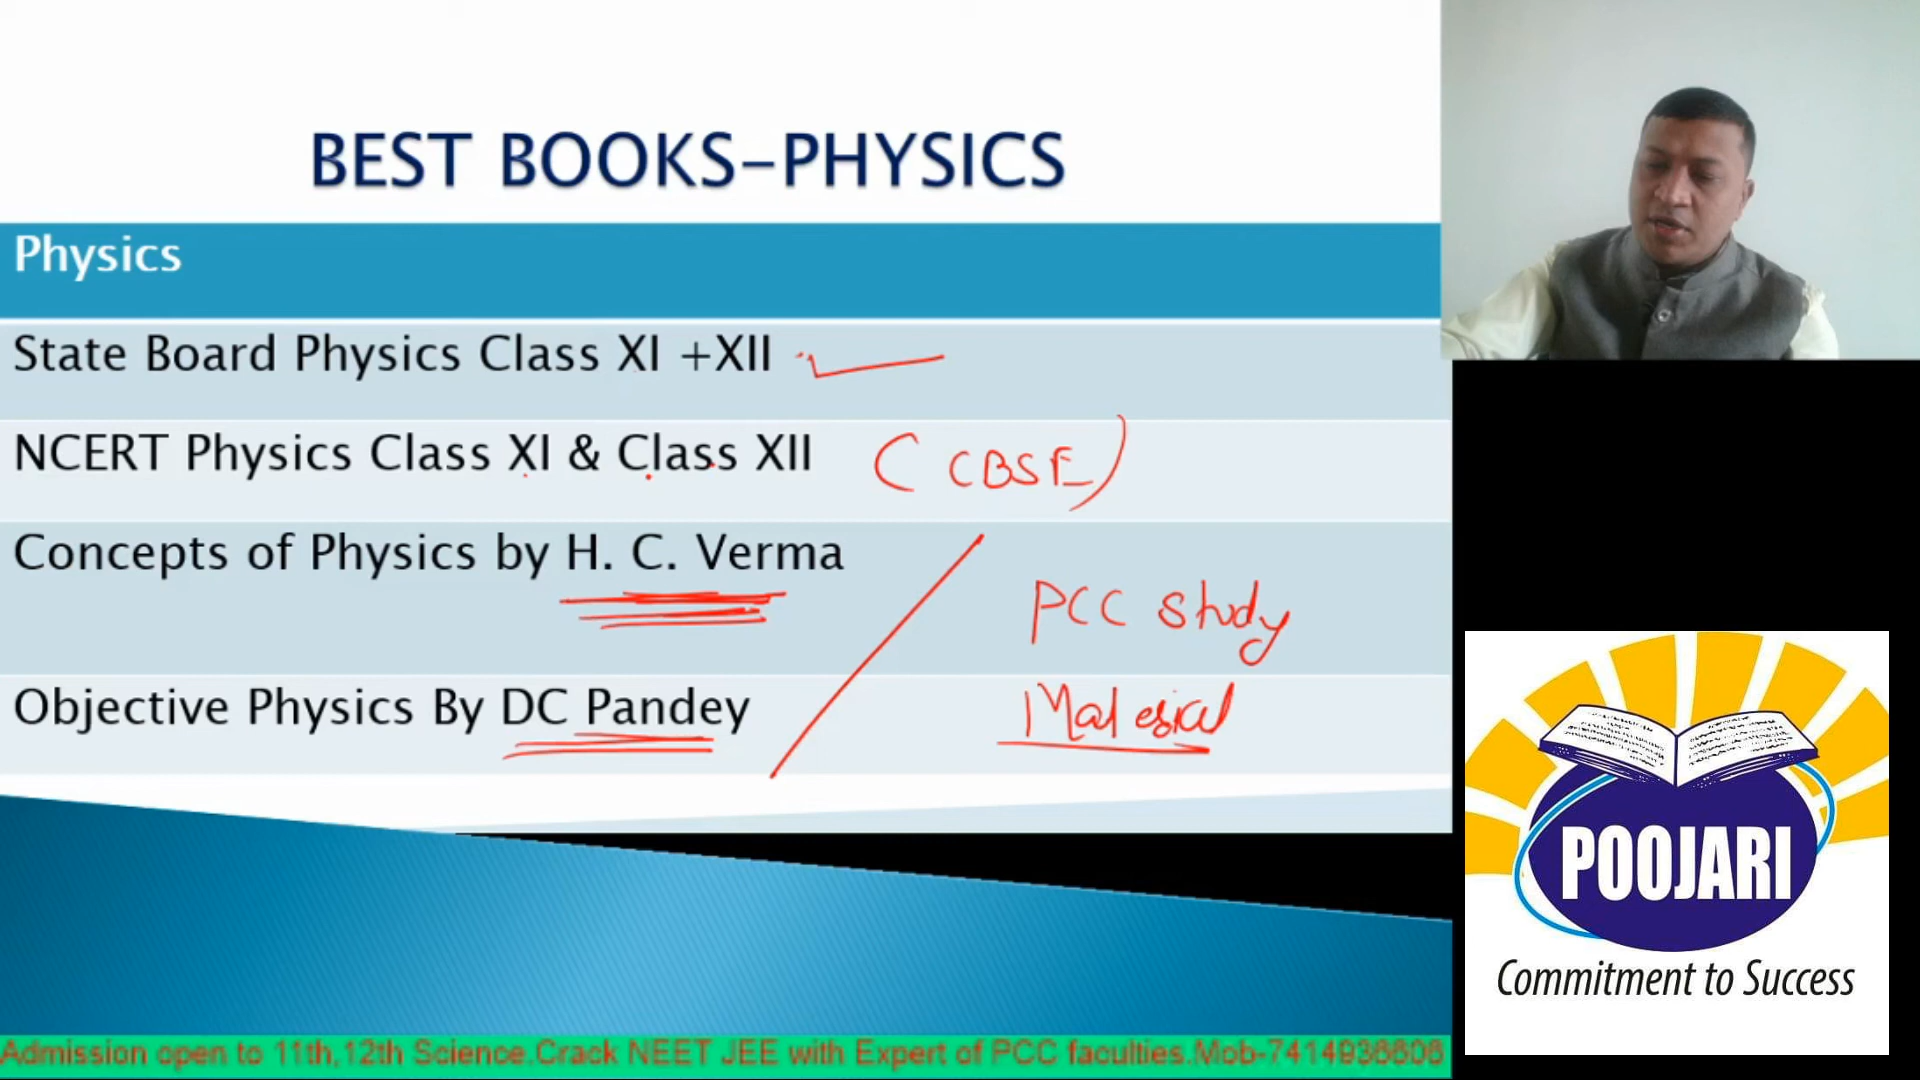 BEST BOOKS-PHYSICS
Physics
State Board Physics Class XI +XII
NCERT Physics Class XI & Class XII (CBSE)
Concepts of Physics by H. C. Verma
PCC study
Objective Physics By DC Pandey
Material
POOJARI
Commitment to Success
Admission open to 11th,12th Science.Crack NEET JEE with Expert of PCC faculties.Mob-7414936606